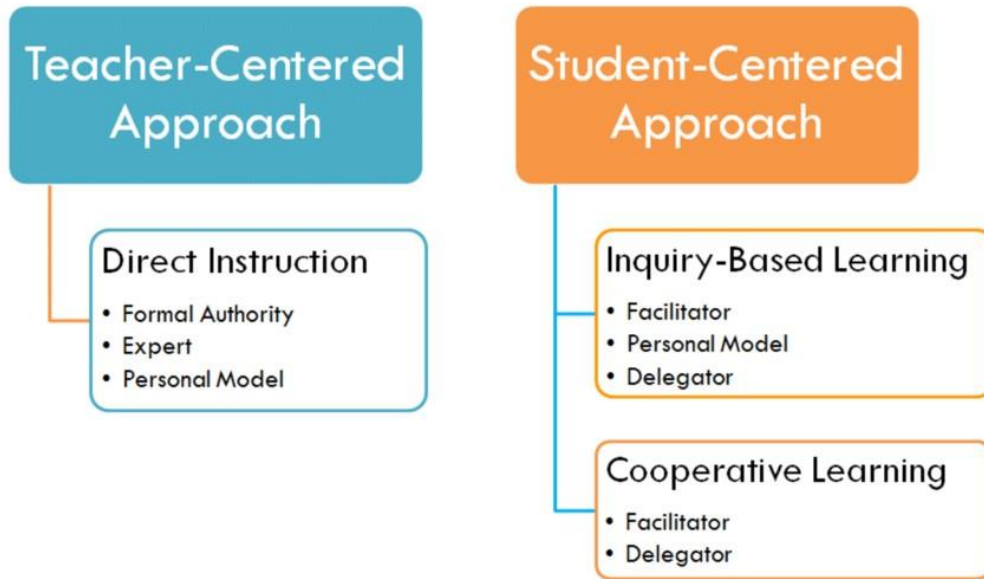 Teacher-Centered
Approach
Direct Instruction
• Formal Authority
• Expert
• Personal Model
Student-Centered
Approach
Inquiry-Based Learning
• Facilitator
• Personal Model
• Delegator
Cooperative Learning
• Facilitator
• Delegator